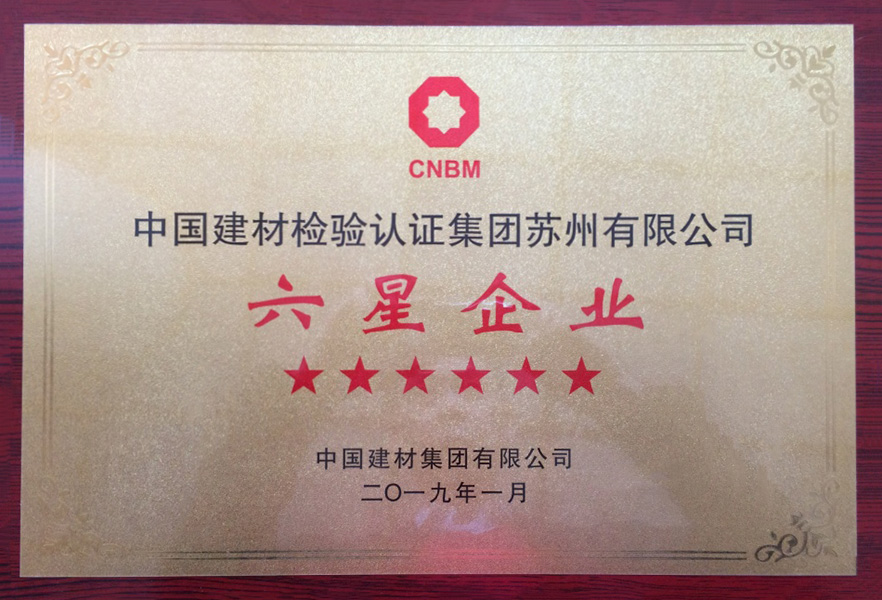 CNBM
中国建材检验认证集团苏州有限公司
六星企业
★★★★★★
中国建材集团有限公司
二〇一九年一月